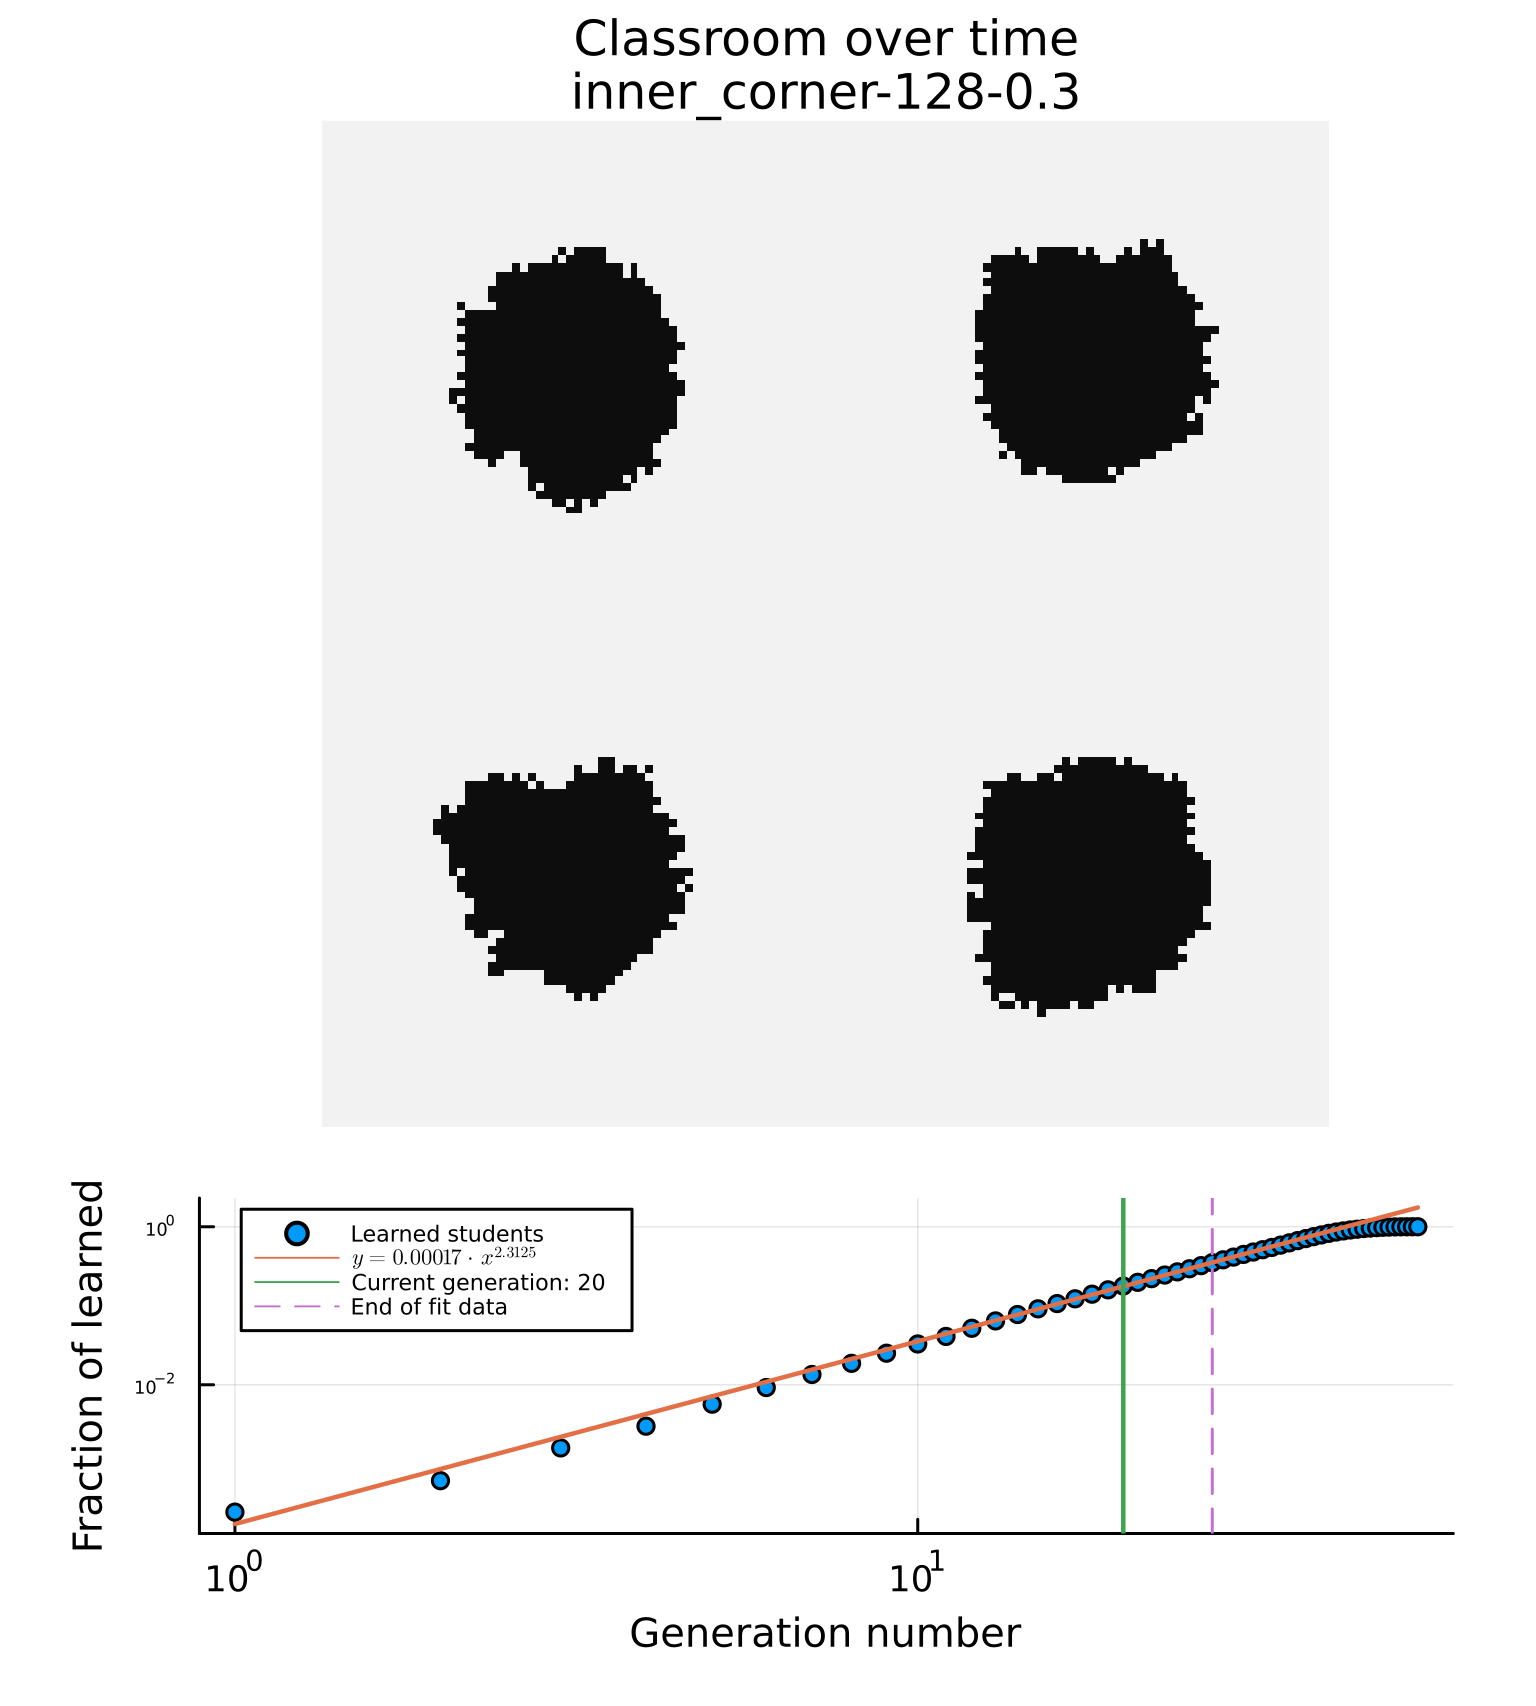 Classroom over time
inner_corner-128-0.3
Fraction of learned
10^0
10^-2
Learned students
y = 0.00017 · x^2.3125
Current generation: 20
End of fit data
10^0
10^1
Generation number